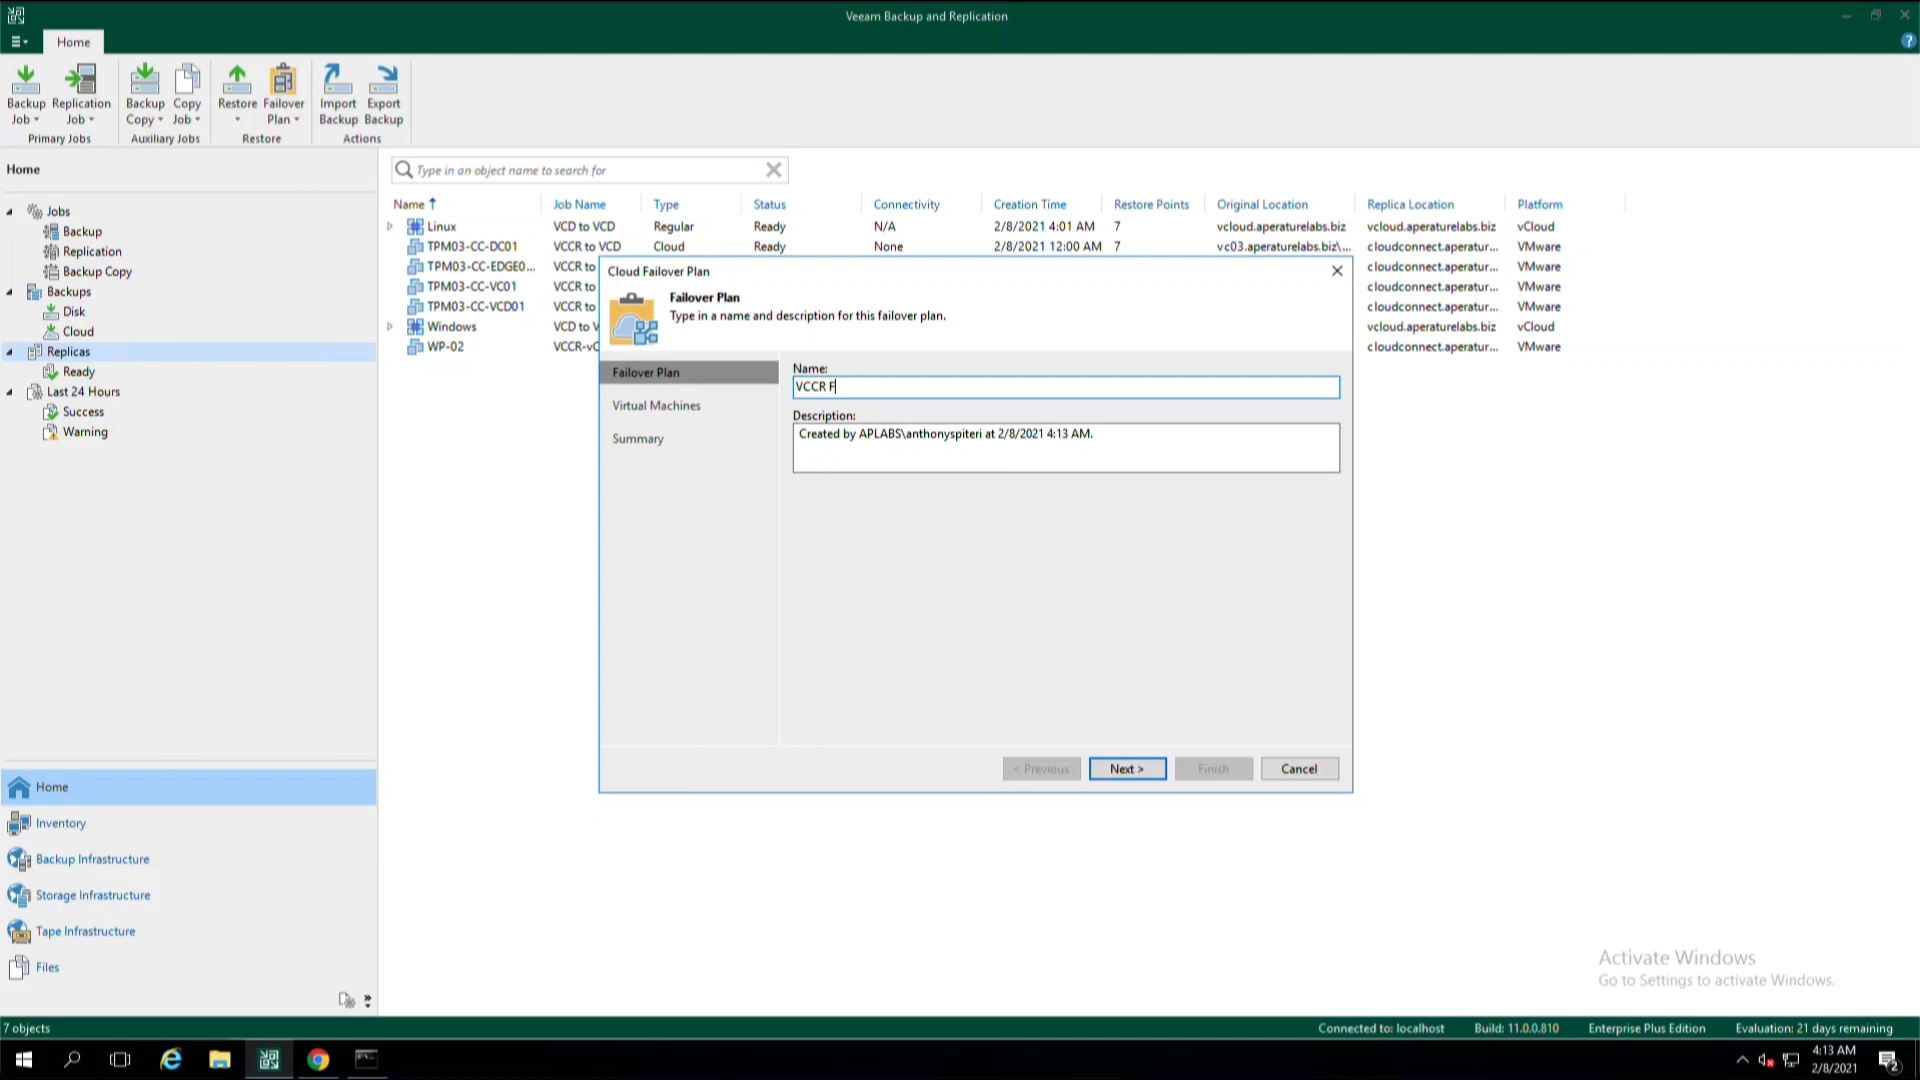 Veeam Backup and Replication
Home
Backup Job
Replication Job
Backup Copy
Copy Job
Restore
Failover Plan
Import Backup
Export Backup
Primary Jobs
Auxiliary Jobs
Restore
Actions
Home
Type in an object name to search for
Jobs
Backup
Replication
Backup Copy
Backups
Disk
Cloud
Replicas
Ready
Last 24 Hours
Success
Warning
Name Job Name Type Status Connectivity Creation Time Restore Points Original Location Replica Location Platform
Linux VCD to VCD Regular Ready N/A 2/8/2021 4:01 AM 7 vcloud.aperaturelabs.biz vcloud.aperaturelabs.biz vCloud
TPM03-CC-DC01 VCCR to VCD Cloud Ready None 2/8/2021 12:00 AM 7 vc03.aperaturelabs.biz\... cloudconnect.aperatur... VMware
TPM03-CC-EDGE0... VCCR to cloudconnect.aperatur... VMware
TPM03-CC-VC01 VCCR to cloudconnect.aperatur... VMware
TPM03-CC-VCD01 VCCR to cloudconnect.aperatur... VMware
Windows VCD to V vcloud.aperaturelabs.biz vCloud
WP-02 VCCR-vC cloudconnect.aperatur... VMware
Cloud Failover Plan
Failover Plan
Type in a name and description for this failover plan.
Failover Plan
Virtual Machines
Summary
Name:
VCCR F
Description:
Created by APLABS\anthonyspiteri at 2/8/2021 4:13 AM.
< Previous
Next >
Finish
Cancel
Home
Inventory
Backup Infrastructure
Storage Infrastructure
Tape Infrastructure
Files
Activate Windows
Go to Settings to activate Windows.
7 objects
Connected to: localhost
Build: 11.0.0.810
Enterprise Plus Edition
Evaluation: 21 days remaining
4:13 AM
2/8/2021
2